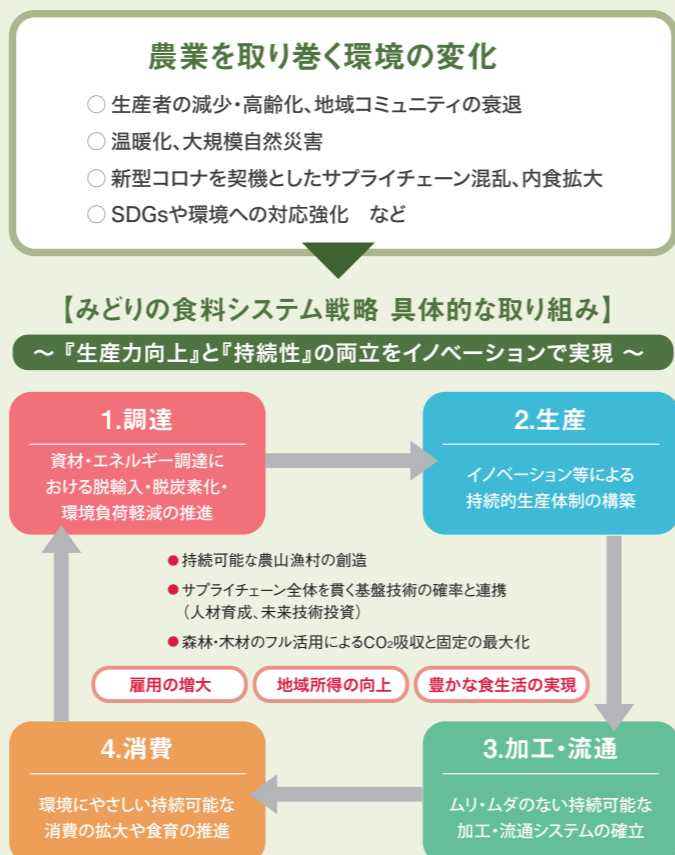 農業を取り巻く環境の変化
○ 生産者の減少・高齢化、地域コミュニティの衰退
○ 温暖化、大規模自然災害
○ 新型コロナを契機としたサプライチェーン混乱、内食拡大
○ SDGsや環境への対応強化　など
【みどりの食料システム戦略 具体的な取り組み】
～『生産力向上』と『持続性』の両立をイノベーションで実現 ～
1.調達
資材・エネルギー調達に
おける脱輸入・脱炭素化・
環境負荷軽減の推進
2.生産
イノベーション等による
持続的生産体制の構築
●持続可能な農山漁村の創造
●サプライチェーン全体を貫く基盤技術の確率と連携
（人材育成、未来技術投資）
●森林・木材のフル活用によるCO₂吸収と固定の最大化
雇用の増大
地域所得の向上
豊かな食生活の実現
4.消費
環境にやさしい持続可能な
消費の拡大や食育の推進
3.加工・流通
ムリ・ムダのない持続可能な
加工・流通システムの確立